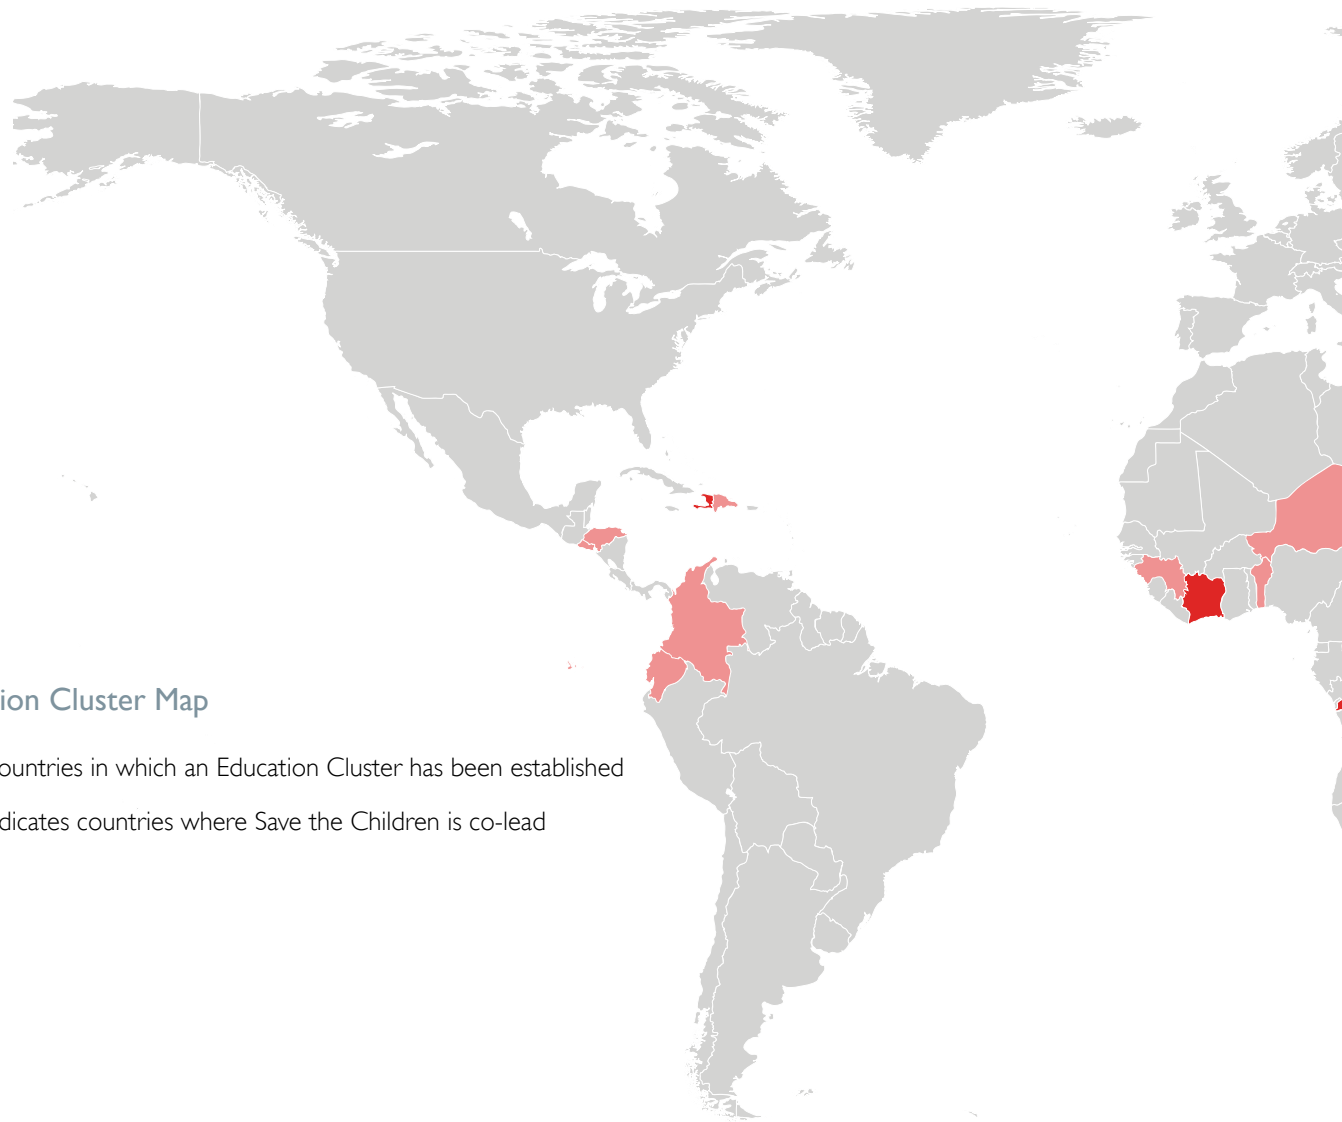 ion Cluster Map
ountries in which an Education Cluster has been established
dicates countries where Save the Children is co-lead